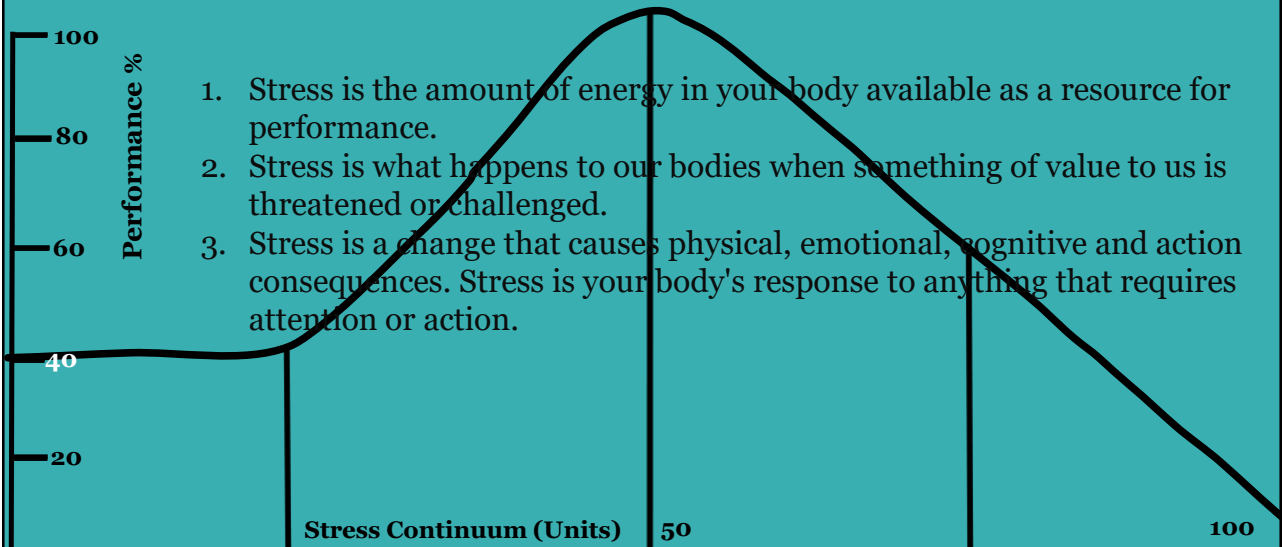 100
Performance %
1. Stress is the amount of energy in your body available as a resource for
performance.
80
2. Stress is what happens to our bodies when something of value to us is
threatened or challenged.
60
3. Stress is a change that causes physical, emotional, cognitive and action
consequences. Stress is your body's response to anything that requires
attention or action.
40
20
Stress Continuum (Units)
50
100